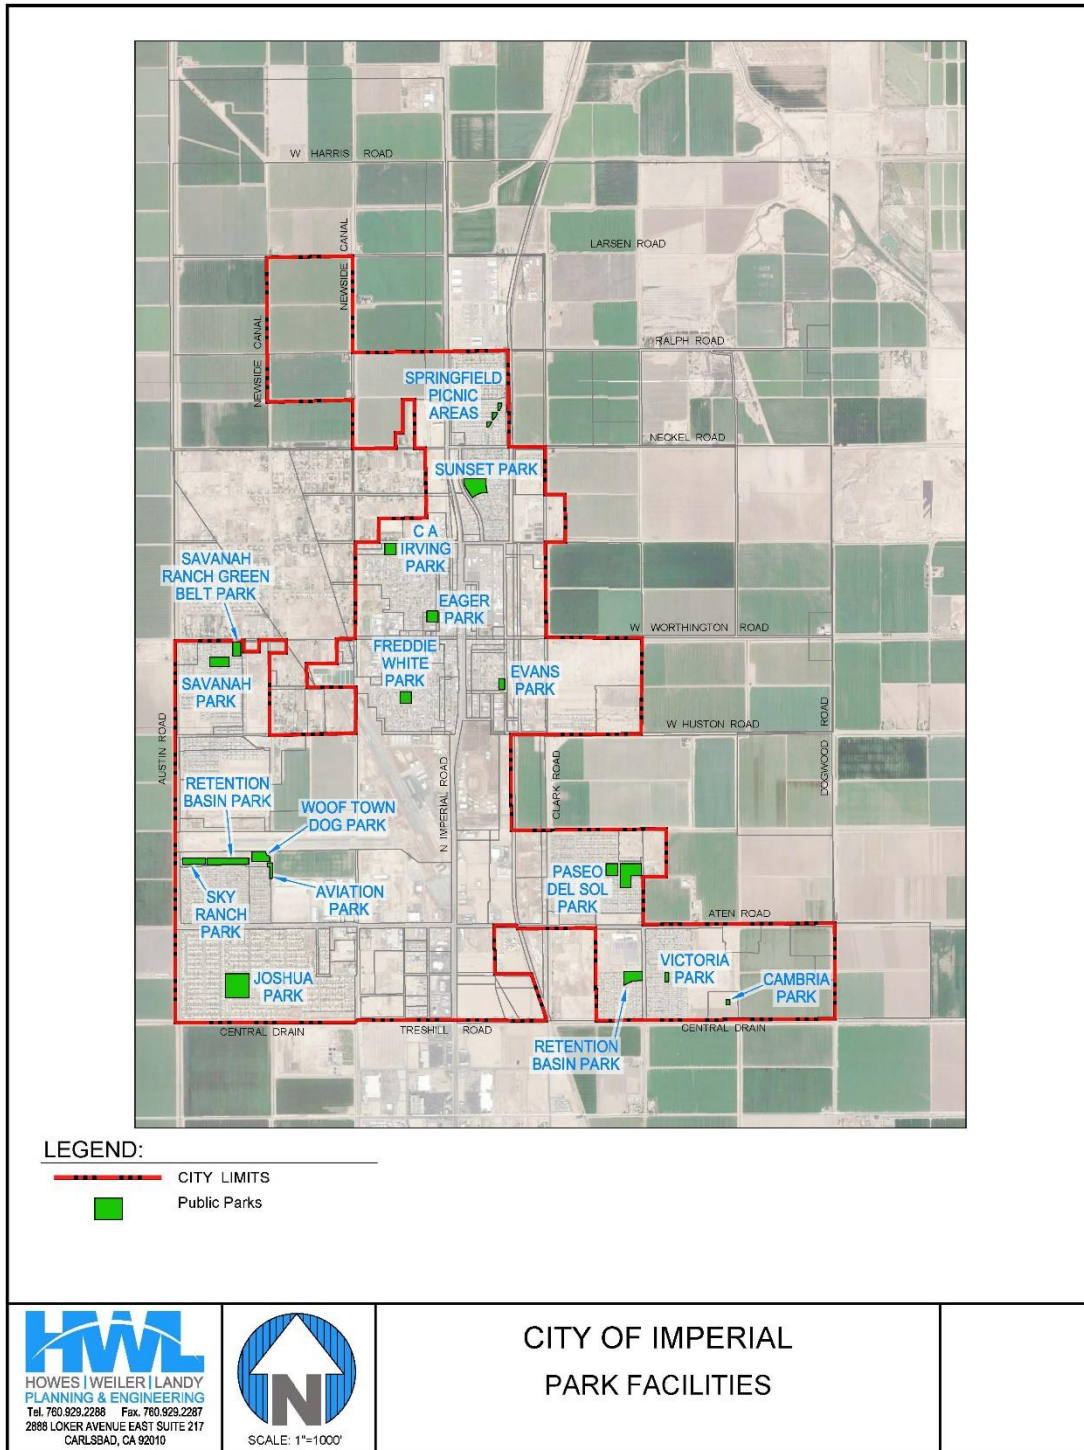 W HARRIS ROAD
NEWSIDE CANAL
LARSEN ROAD
NEWSIDE CANAL
RALPH ROAD
SPRINGFIELD
PICNIC
AREAS
NECKEL ROAD
SUNSET PARK
C A
IRVING
PARK
SAVANAH
RANCH GREEN
BELT PARK
EAGER
PARK
W WORTHINGTON ROAD
FREDDIE
WHITE
PARK
SAVANAH
PARK
EVANS
PARK
W HUSTON ROAD
AUSTIN ROAD
N IMPERIAL ROAD
CLARK ROAD
DOGWOOD ROAD
RETENTION
BASIN PARK
WOOF TOWN
DOG PARK
SKY
RANCH
PARK
AVIATION
PARK
PASEO
DEL SOL
PARK
ATEN ROAD
JOSHUA
PARK
VICTORIA
PARK
CAMBRIA
PARK
CENTRAL DRAIN
TRESHILL ROAD
CENTRAL DRAIN
RETENTION
BASIN PARK
LEGEND:
CITY LIMITS
Public Parks
HWL
HOWES | WEILER | LANDY
PLANNING & ENGINEERING
Tel. 760.929.2288 Fax. 760.929.2287
2888 LOKER AVENUE EAST SUITE 217
CARLSBAD, CA 92010
N
SCALE: 1"=1000'
CITY OF IMPERIAL
PARK FACILITIES